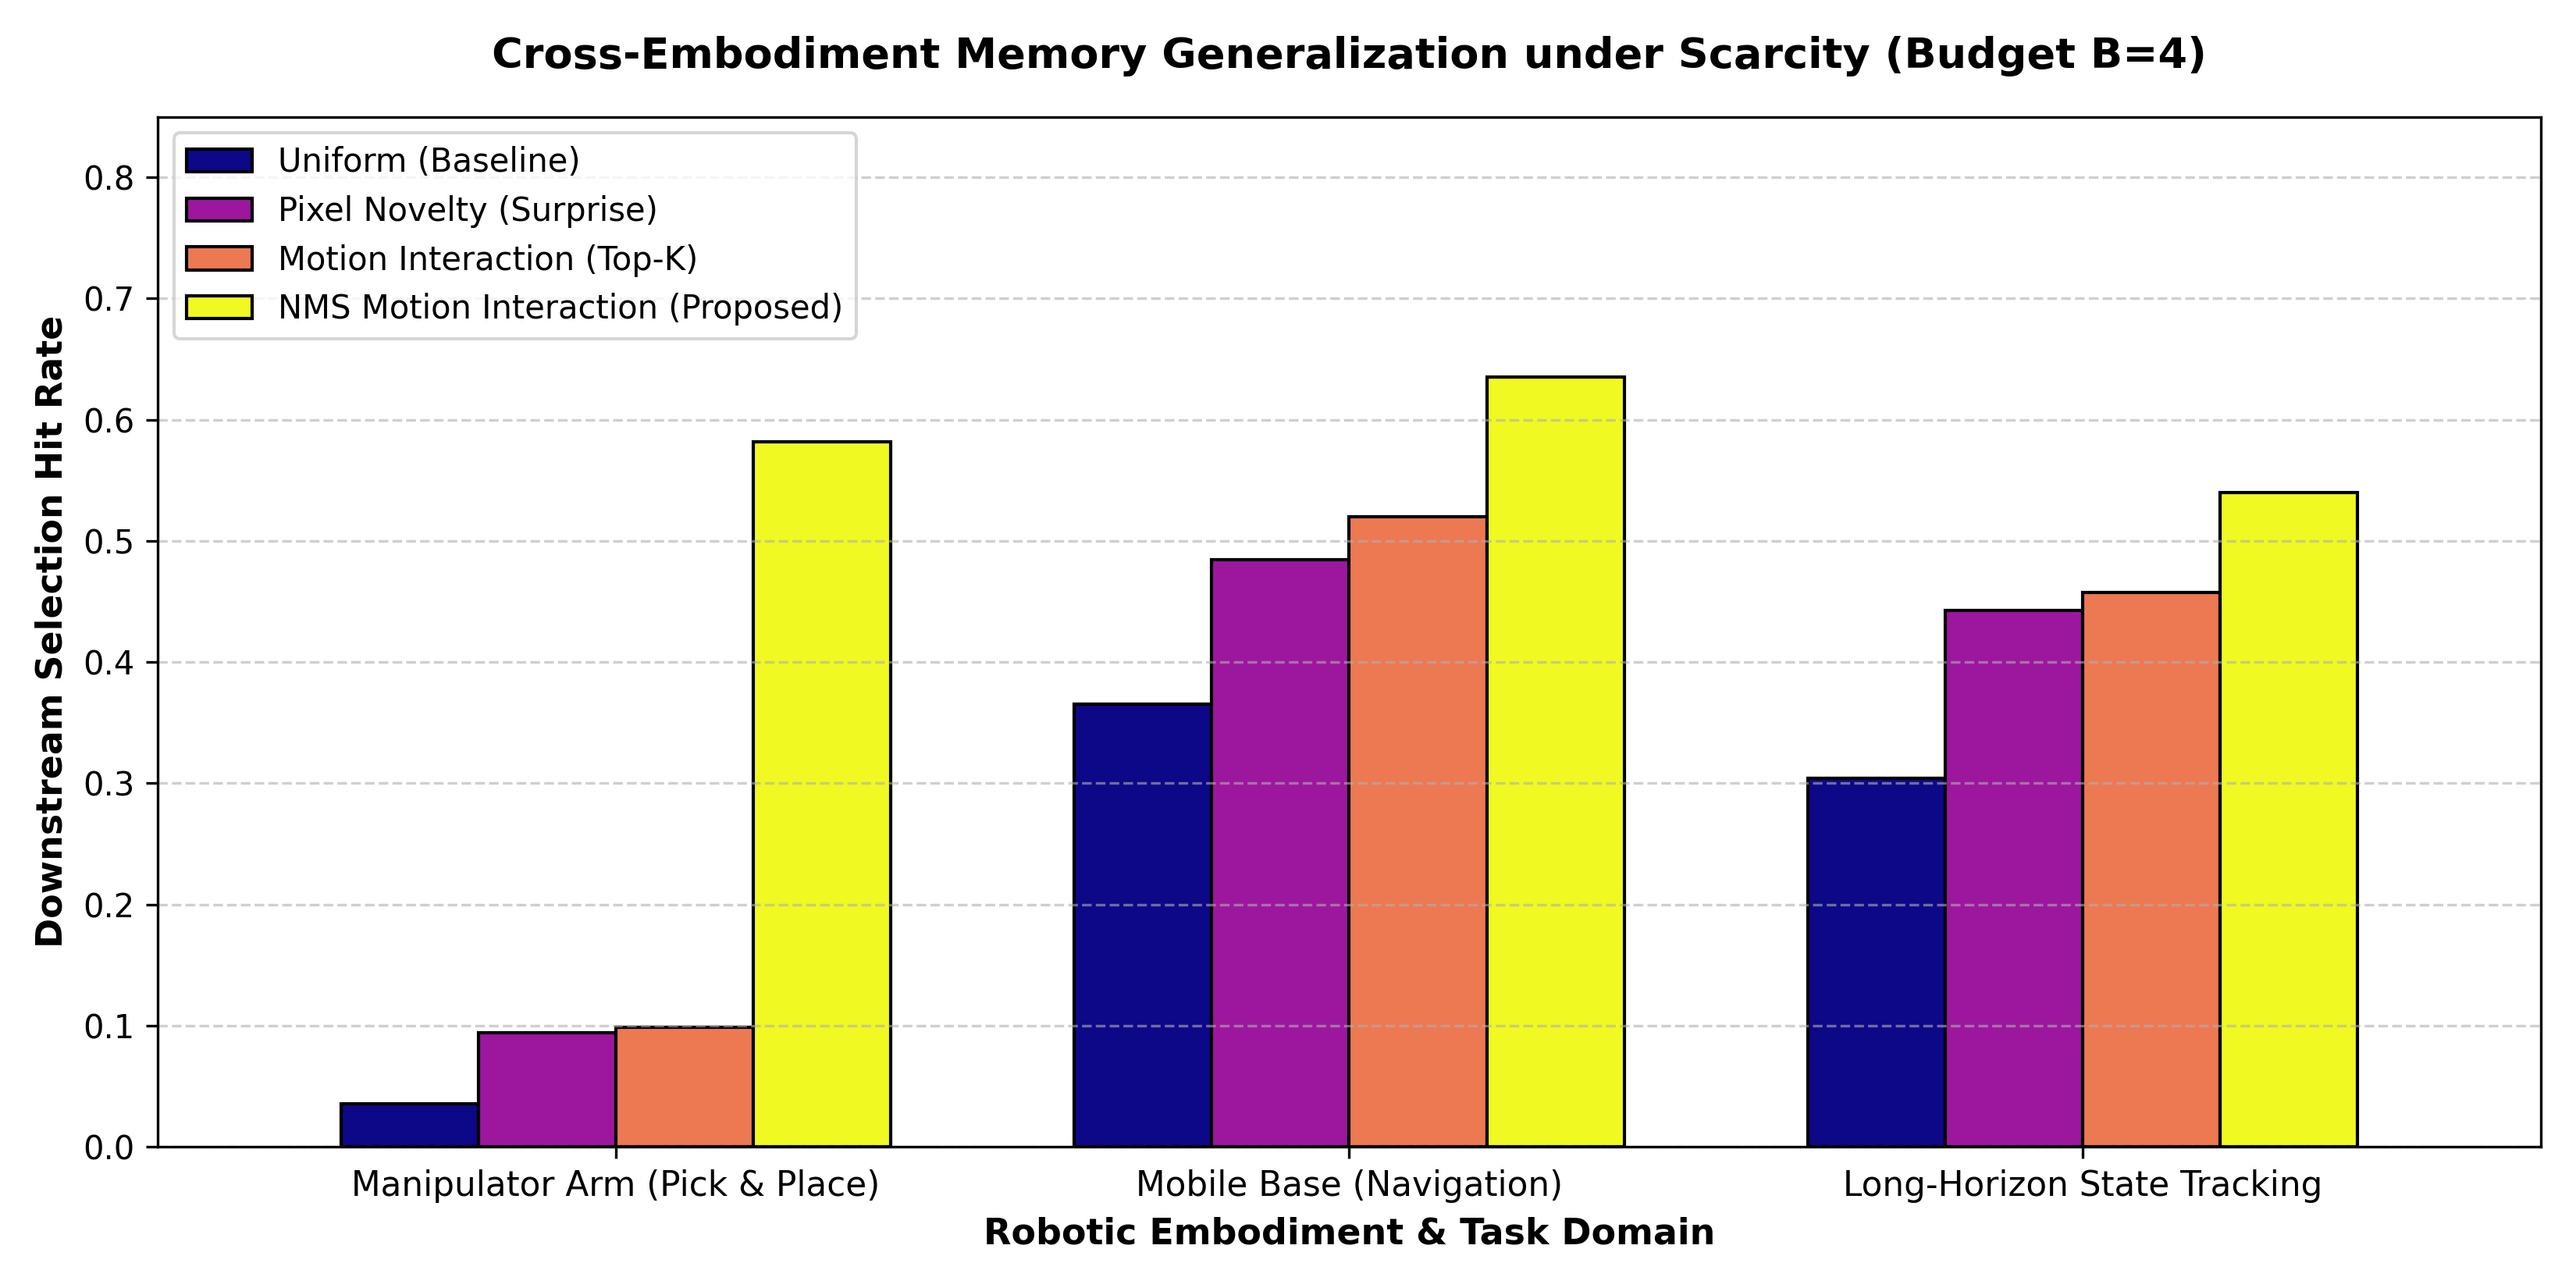 Cross-Embodiment Memory Generalization under Scarcity (Budget B=4)
Uniform (Baseline)
Pixel Novelty (Surprise)
Motion Interaction (Top-K)
NMS Motion Interaction (Proposed)
Downstream Selection Hit Rate
0.8
0.7
0.6
0.5
0.4
0.3
0.2
0.1
0.0
Manipulator Arm (Pick & Place)
Mobile Base (Navigation)
Long-Horizon State Tracking
Robotic Embodiment & Task Domain